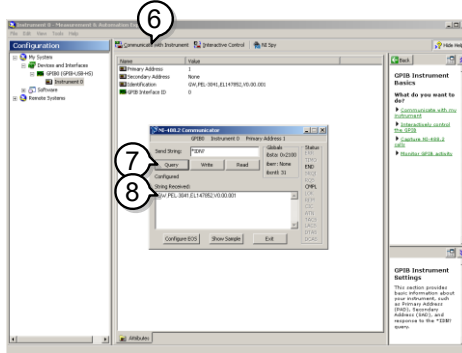 Instrument 0 - Measurement & Automation
File Edit View Tools Help
6
Configuration
Communicate with Instrument
Interactive Control
NI Spy
Hide Help
My System
Devices and Interfaces
GPIB0 (GPIB-USB-HS)
Instrument 0
Software
Remote Systems
Name Value
Primary Address 1
Secondary Address None
Identification GW,PEL-3041,EL147892,V0.00.001
GPIB Interface ID 0
Back
GPIB Instrument
Basics
What do you want to
do?
Communicate with my
instrument
Interactively control
the GPIB
Capture NI-488.2
calls
Monitor GPIB activity
NI-488.2 Communicator
GPIB0 Instrument 0 Primary Address 1
Send String: *IDN?
Globals
Status
7
Query Write Read
Ibsta: 0x2100
Iberr: None
Ibcntl: 31
END
CMPL
Configured
8
String Received:
GW,PEL-3041,EL147892,V0.00.001
Configure EOS Show Sample Exit
GPIB Instrument
Settings
This section provides
basic information about
your instrument, such
as Primary Address
(PAD), Secondary
Address (SAD), and
response to the *IDN?
query.
Attributes